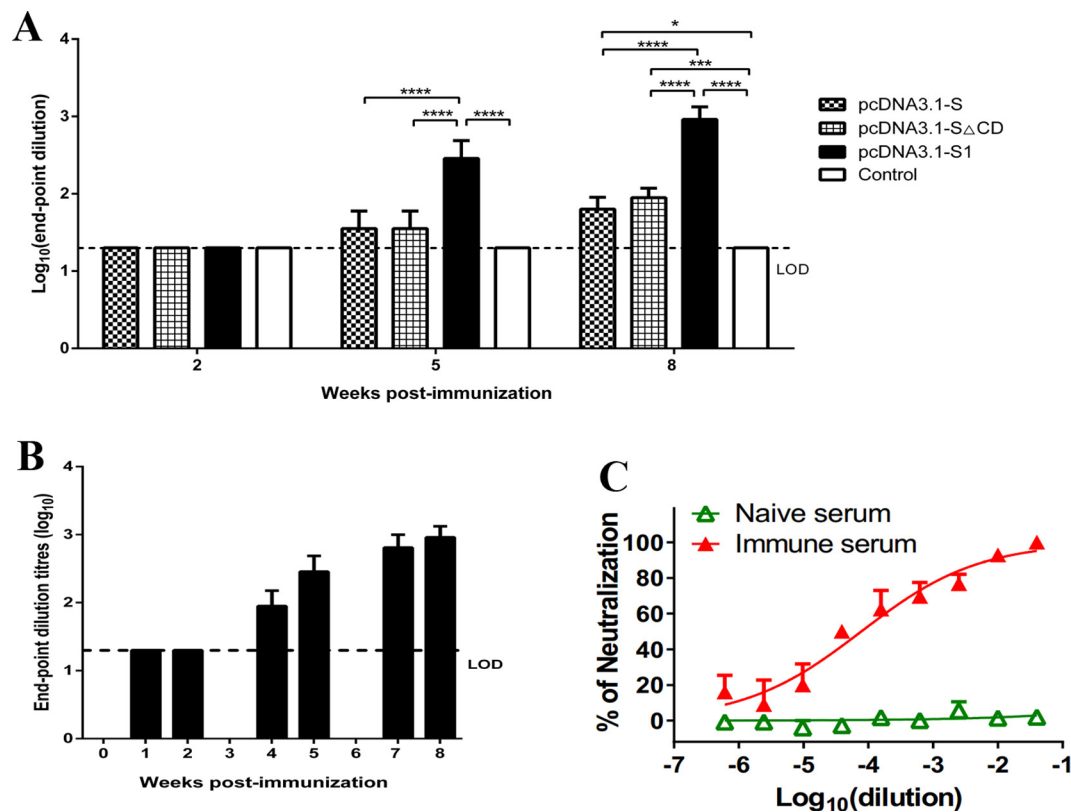 A
Log10(end-point dilution)
4
3
2
1
0
*
****
***
**** ****
****
**** ****
pcDNA3.1-S
pcDNA3.1-S△CD
pcDNA3.1-S1
Control
LOD
2 5 8
Weeks post-immunization
B
End-point dilution titres (log10)
4
3
2
1
0
LOD
0 1 2 3 4 5 6 7 8
Weeks post-immunization
C
Naive serum
Immune serum
% of Neutralization
100
80
60
40
20
0
-7 -6 -5 -4 -3 -2 -1
Log10(dilution)